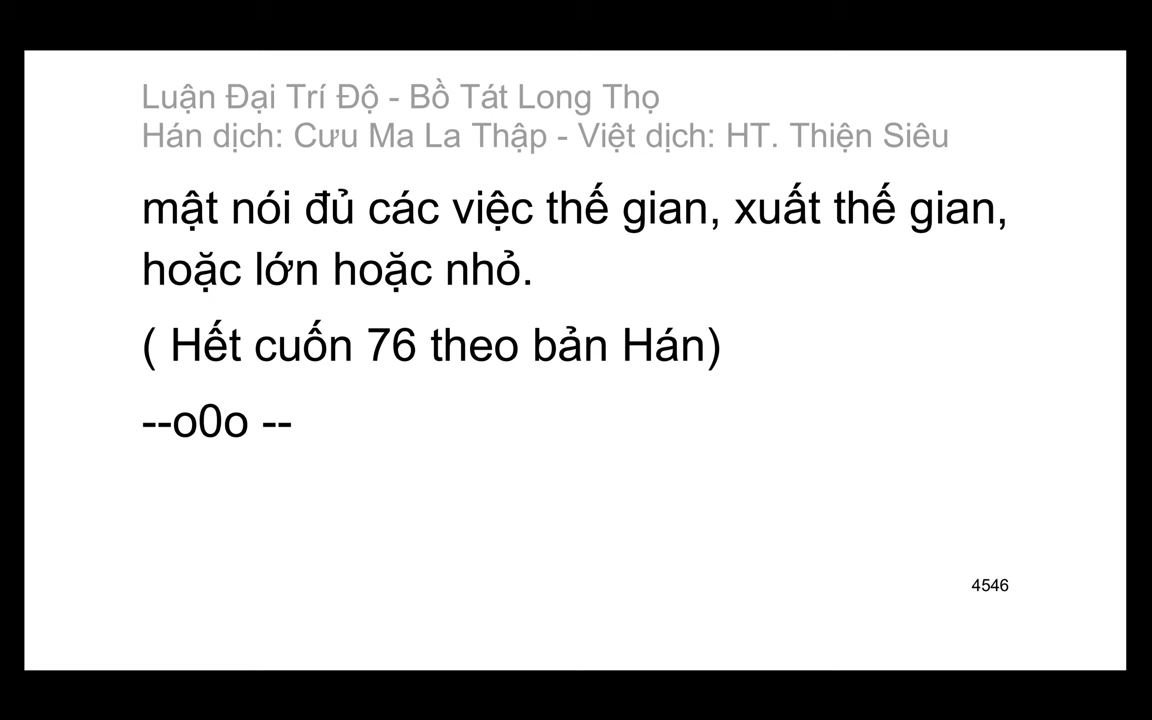 Luận Đại Trí Độ - Bồ Tát Long Thọ
Hán dịch: Cưu Ma La Thập - Việt dịch: HT. Thiện Siêu
mật nói đủ các việc thế gian, xuất thế gian,
hoặc lớn hoặc nhỏ.
( Hết cuốn 76 theo bản Hán)
--o0o --
4546